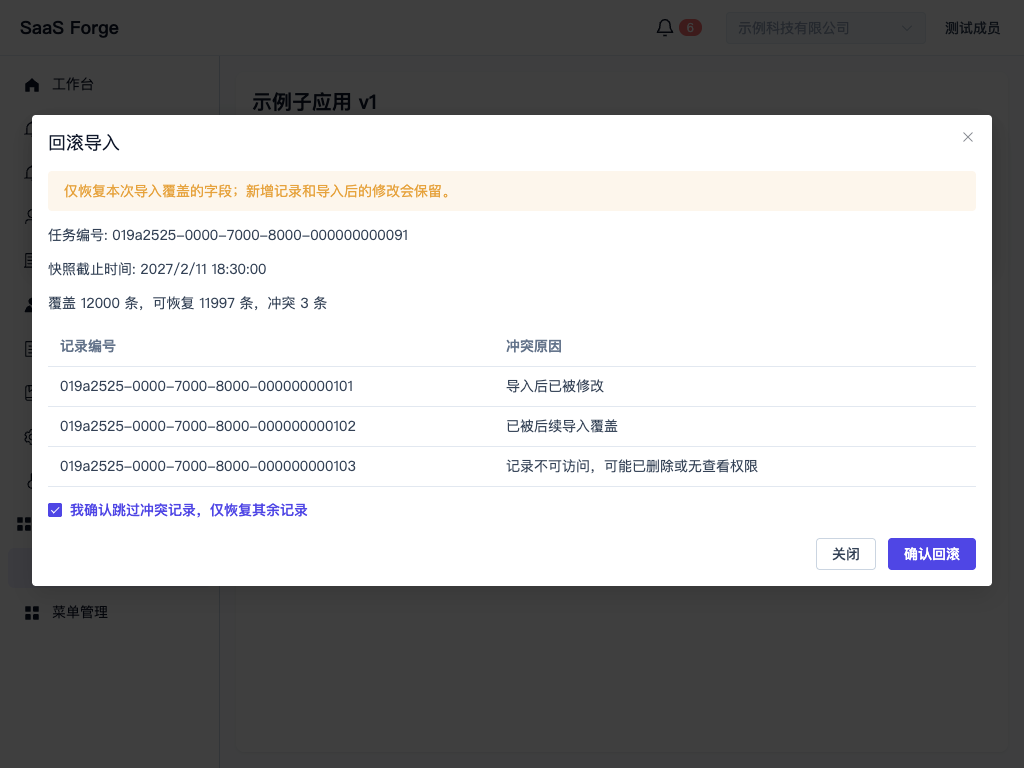 SaaS Forge
6
示例科技有限公司
测试成员
工作台
示例子应用 v1
回滚导入
仅恢复本次导入覆盖的字段；新增记录和导入后的修改会保留。
任务编号: 019a2525-0000-7000-8000-000000000091
快照截止时间: 2027/2/11 18:30:00
覆盖 12000 条，可恢复 11997 条，冲突 3 条
记录编号 冲突原因
019a2525-0000-7000-8000-000000000101 导入后已被修改
019a2525-0000-7000-8000-000000000102 已被后续导入覆盖
019a2525-0000-7000-8000-000000000103 记录不可访问，可能已删除或无查看权限
我确认跳过冲突记录，仅恢复其余记录
关闭 确认回滚
菜单管理